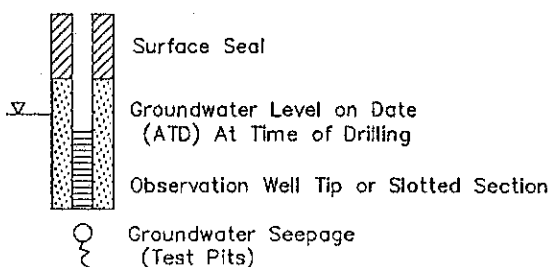 Surface Seal
Groundwater Level on Date
(ATD) At Time of Drilling
Observation Well Tip or Slotted Section
Groundwater Seepage
(Test Pits)